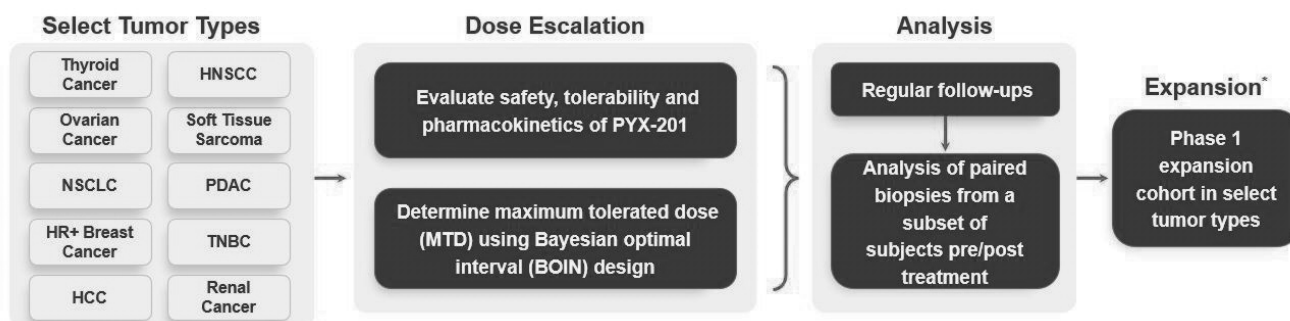 Select Tumor Types
Thyroid
Cancer
HNSCC
Ovarian
Cancer
Soft Tissue
Sarcoma
NSCLC
PDAC
HR+ Breast
Cancer
TNBC
HCC
Renal
Cancer
Dose Escalation
Evaluate safety, tolerability and
pharmacokinetics of PYX-201
Determine maximum tolerated dose
(MTD) using Bayesian optimal
interval (BOIN) design
Analysis
Regular follow-ups
Analysis of paired
biopsies from a
subset of
subjects pre/post
treatment
Expansion*
Phase 1
expansion
cohort in select
tumor types